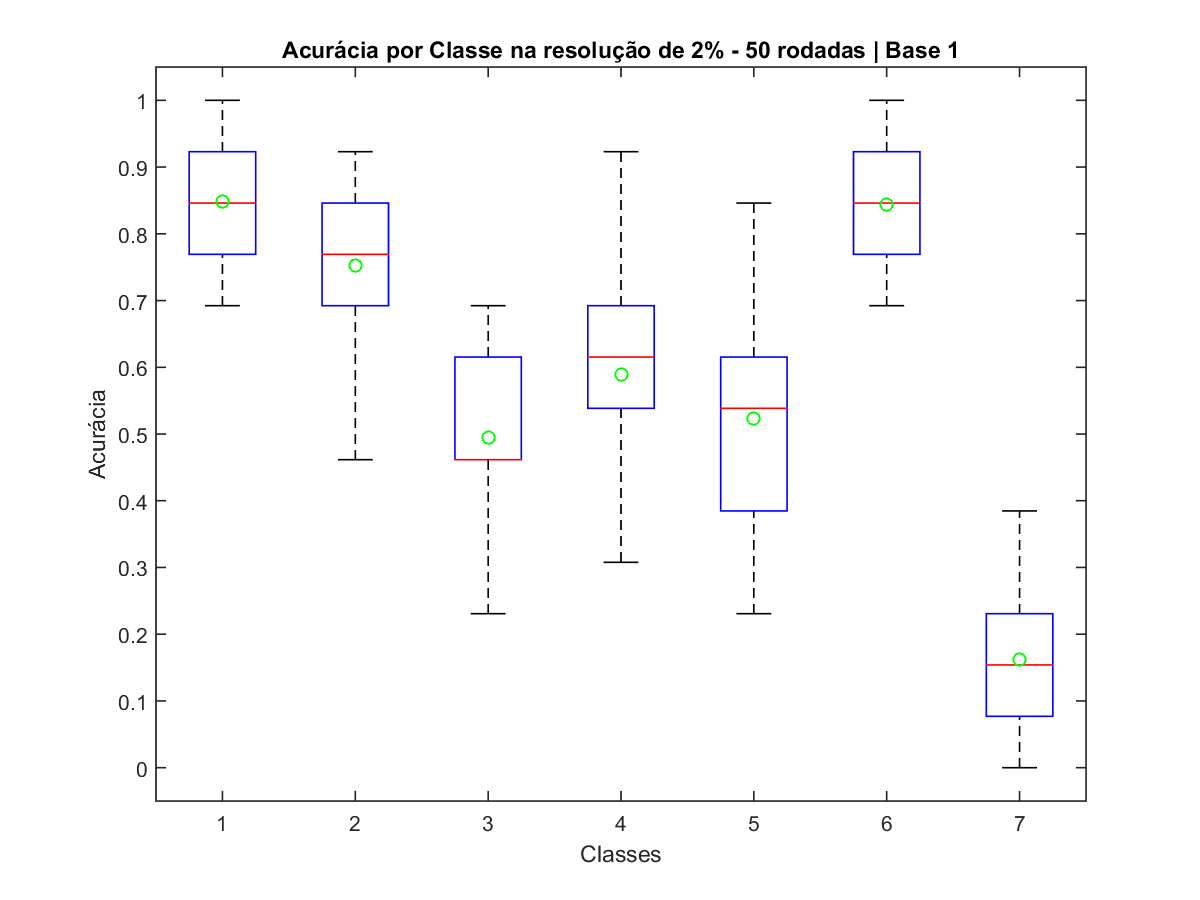 Acurácia por Classe na resolução de 2% - 50 rodadas | Base 1
Acurácia
1
0.9
0.8
0.7
0.6
0.5
0.4
0.3
0.2
0.1
0
1 2 3 4 5 6 7
Classes